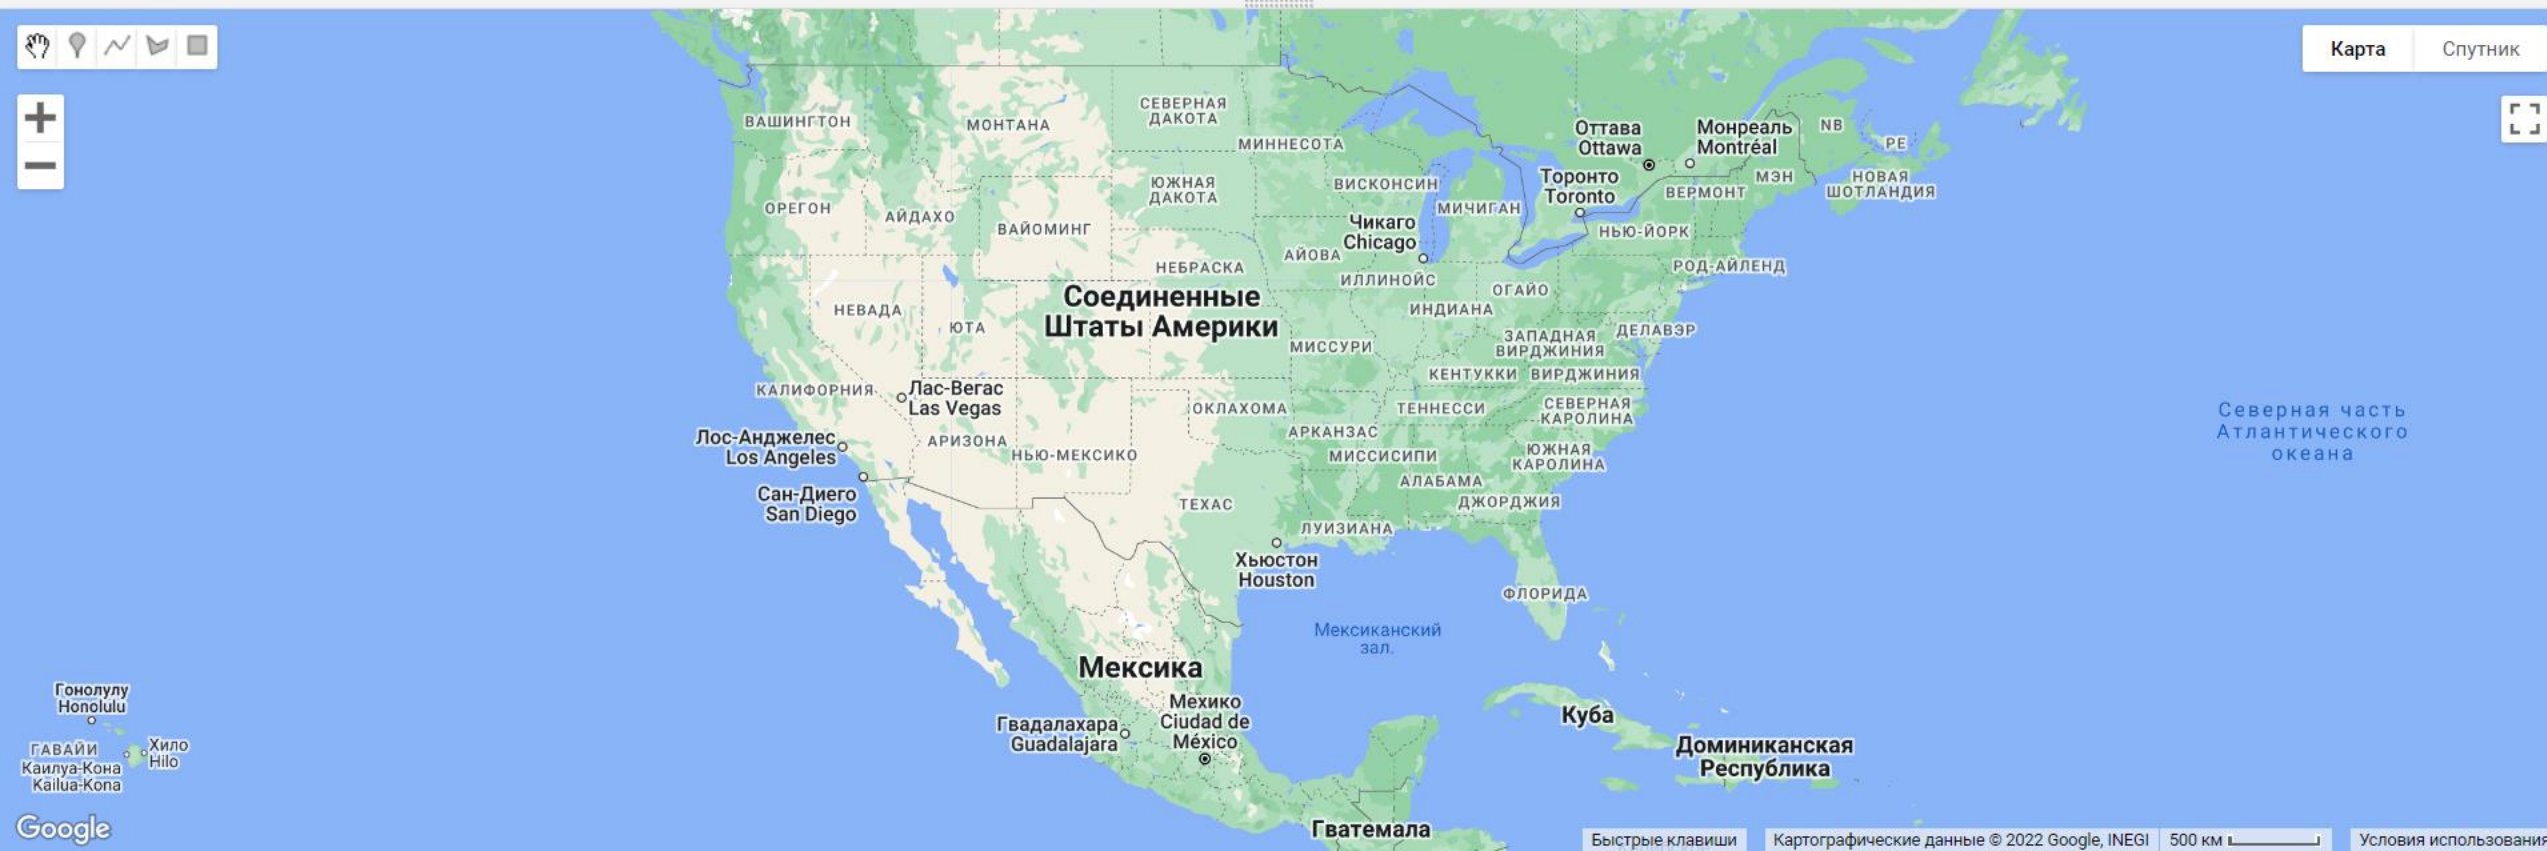 Карта
Спутник
СЕВЕРНАЯ
ДАКОТА
ВАШИНГТОН
МОНТАНА
МИННЕСОТА
Оттава
Ottawa
Монреаль
Montréal
NB
PE
ЮЖНАЯ
ДАКОТА
ВИСКОНСИН
Торонто
Toronto
ВЕРМОНТ
МЭН
НОВАЯ
ШОТЛАНДИЯ
ОРЕГОН
АЙДАХО
ВАЙОМИНГ
МИЧИГАН
Чикаго
Chicago
НЬЮ-ЙОРК
АЙОВА
НЕБРАСКА
ИЛЛИНОЙС
РОД-АЙЛЕНД
Соединенные
Штаты Америки
НЕВАДА
ЮТА
ОГАЙО
ИНДИАНА
ЗАПАДНАЯ
ВИРДЖИНИЯ
ДЕЛАВЭР
МИССУРИ
КЕНТУККИ
ВИРДЖИНИЯ
КАЛИФОРНИЯ
Лас-Вегас
Las Vegas
ОКЛАХОМА
ТЕННЕССИ
СЕВЕРНАЯ
КАРОЛИНА
Северная часть
Атлантического
океана
Лос-Анджелес
Los Angeles
АРИЗОНА
НЬЮ-МЕКСИКО
АРКАНЗАС
МИССИСИПИ
ЮЖНАЯ
КАРОЛИНА
АЛАБАМА
ДЖОРДЖИЯ
Сан-Диего
San Diego
ТЕХАС
ЛУИЗИАНА
Хьюстон
Houston
ФЛОРИДА
Мексиканский
зал.
Мексика
Гонолулу
Honolulu
Мехико
Ciudad de
México
Гвадалахара
Guadalajara
Куба
Доминиканская
Республика
ГАВАЙИ
Хило
Hilo
Каилуа-Кона
Kailua-Kona
Гватемала
Google
Быстрые клавиши
Картографические данные © 2022 Google, INEGI
500 км
Условия использования